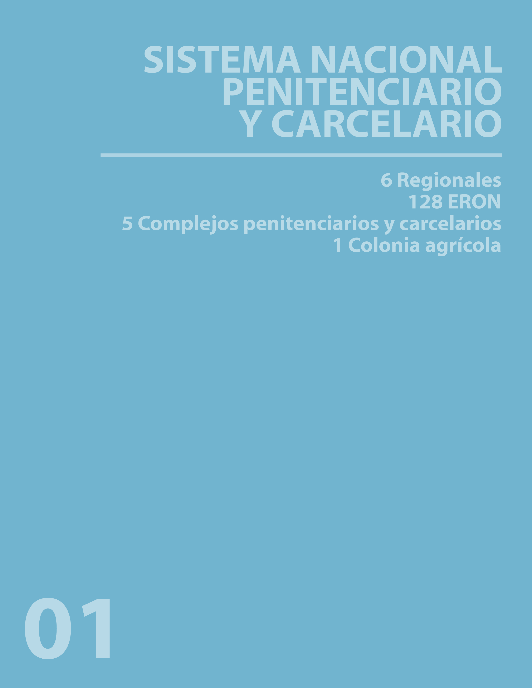 SISTEMA NACIONAL
PENITENCIARIO
Y CARCELARIO
6 Regionales
128 ERON
5 Complejos penitenciarios y carcelarios
1 Colonia agrícola
01